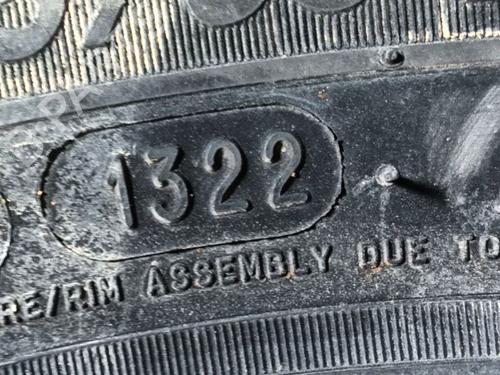 1322
RE/RIM ASSEMBLY DUE TO